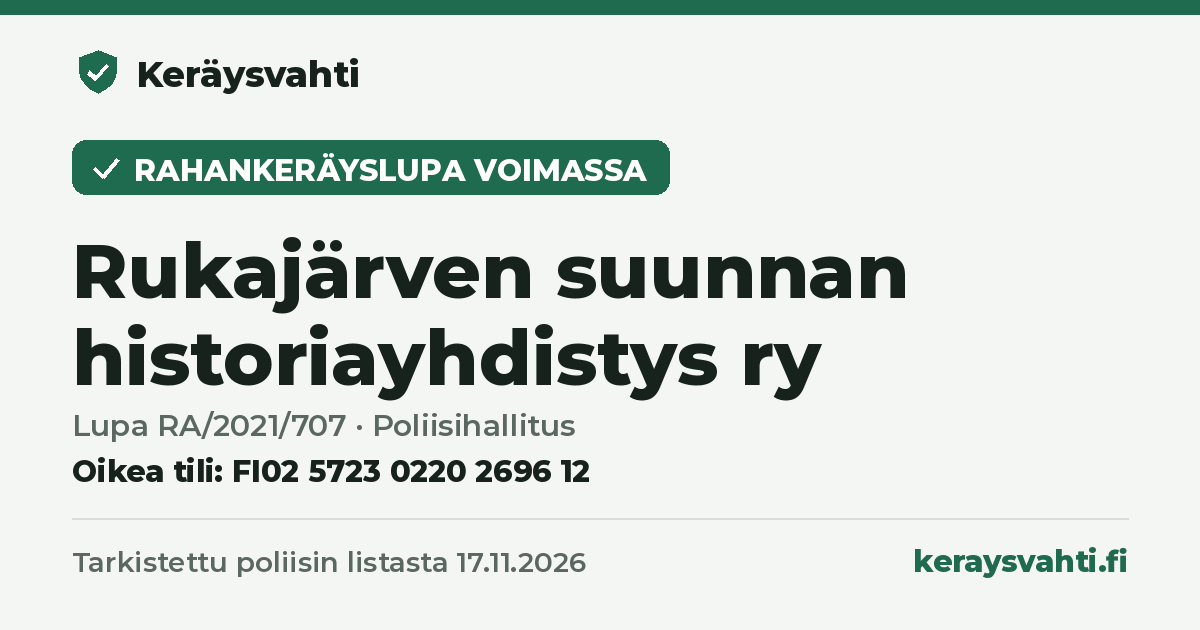 Keräysvahti
RAHANKERÄYSLUPA VOIMASSA
Rukajärven suunnan
historiayhdistys ry
Lupa RA/2021/707 · Poliisihallitus
Oikea tili: FI02 5723 0220 2696 12
Tarkistettu poliisin listasta 17.11.2026
keraysvahti.fi